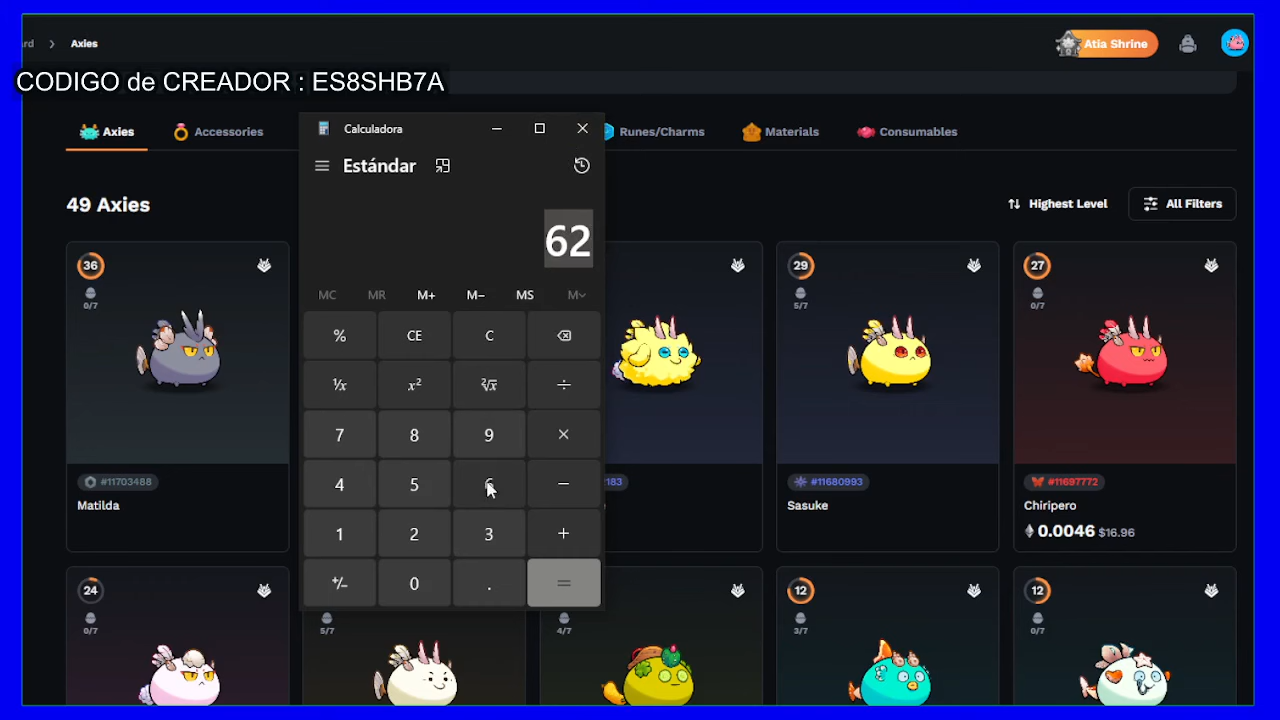 rd > Axies
Atia Shrine
CODIGO de CREADOR : ES8SHB7A
Axies
Accessories
Runes/Charms
Materials
Consumables
Calculadora
Estándar
49 Axies
Highest Level
All Filters
62
MC MR M+ M− MS M
% CE C
¹/x x² ²√x ÷
7 8 9 ×
4 5 6 −
1 2 3 +
+/− 0 . =
36
0/7
#11703488
Matilda
183
29
5/7
#11680993
Sasuke
27
0/7
#11697772
Chiripero
0.0046 $16.96
24
0/7
5/7
4/7
12
3/7
12
0/7